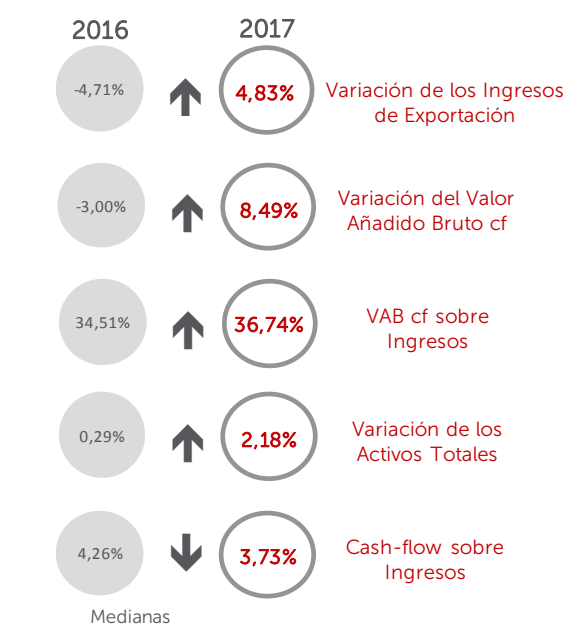 2016 2017
-4,71% 4,83% Variación de los Ingresos
de Exportación
-3,00% 8,49% Variación del Valor
Añadido Bruto cf
34,51% 36,74% VAB cf sobre
Ingresos
0,29% 2,18% Variación de los
Activos Totales
4,26% 3,73% Cash-flow sobre
Ingresos
Medianas